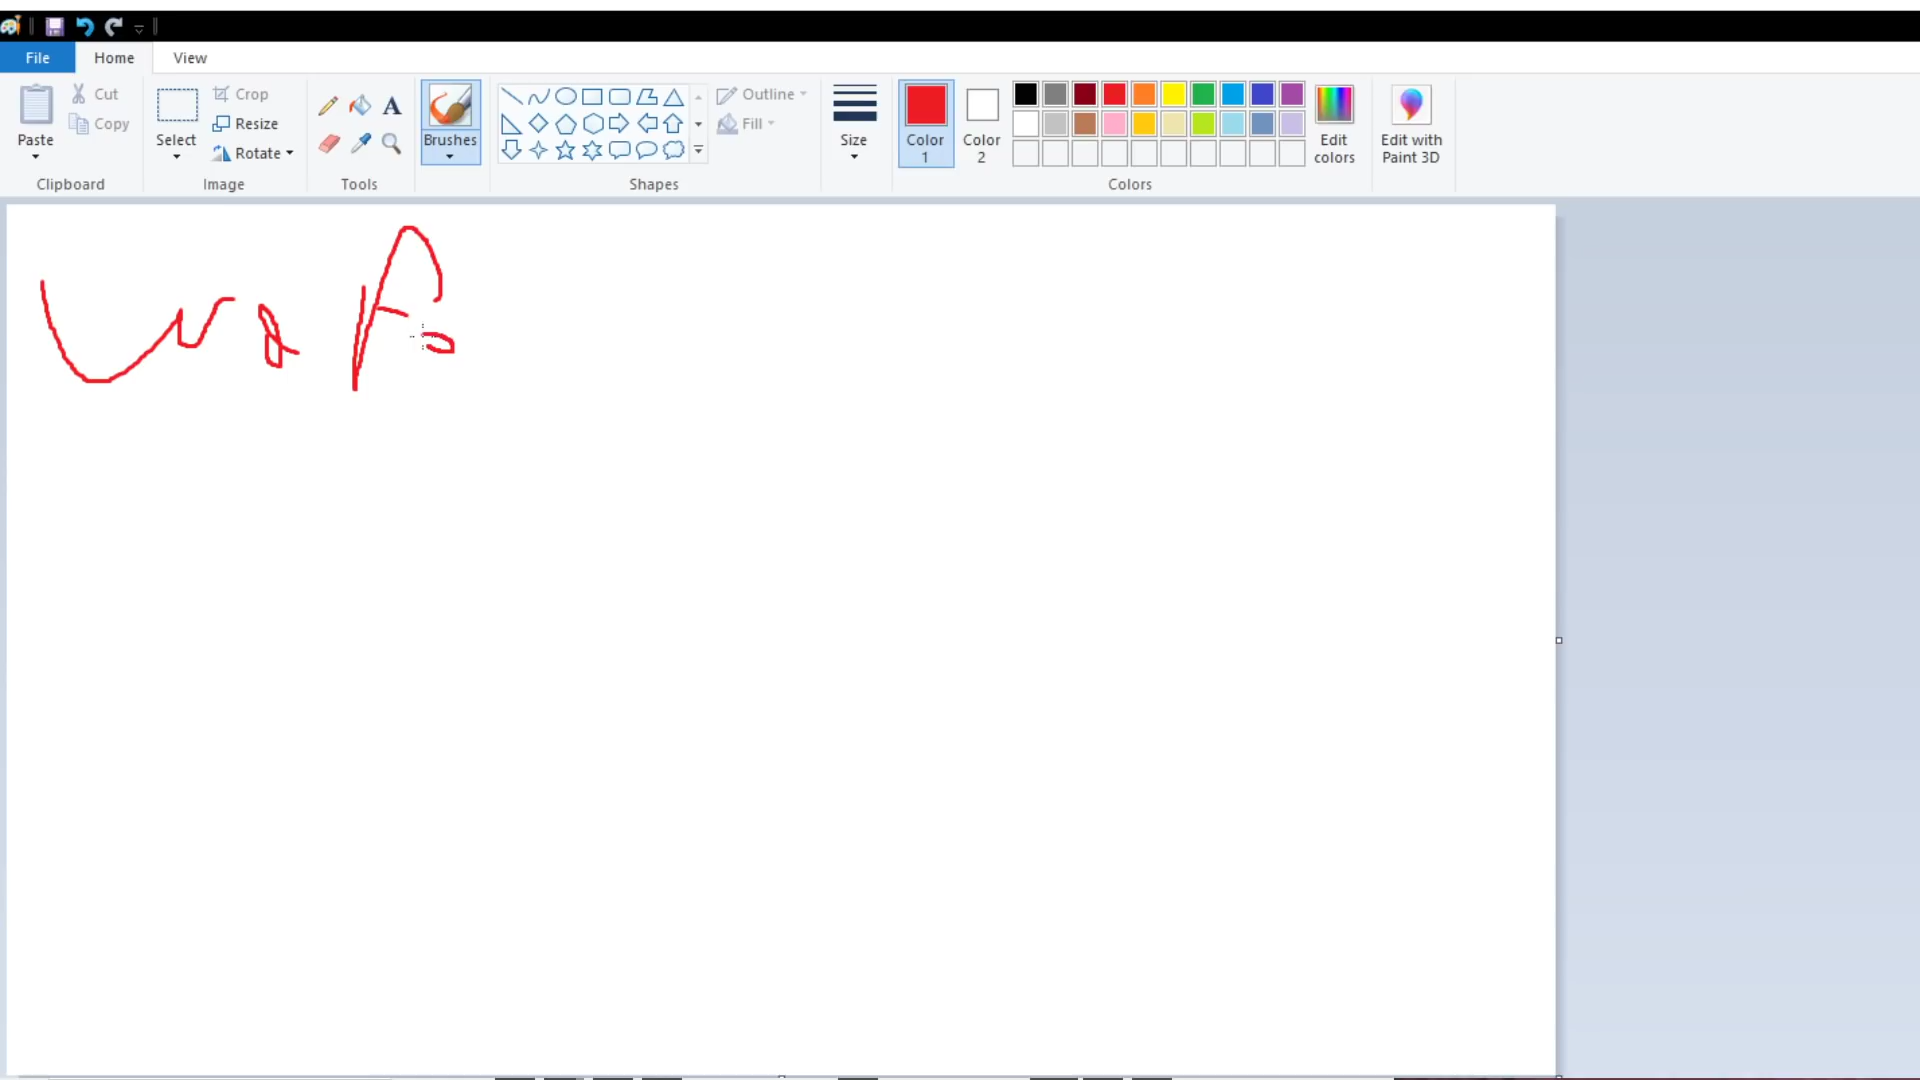 File Home View
Cut Crop A Outline
Copy Resize Fill
Paste Select Rotate Brushes Size Color 1 Color 2 Edit colors Edit with Paint 3D
Clipboard Image Tools Shapes Colors